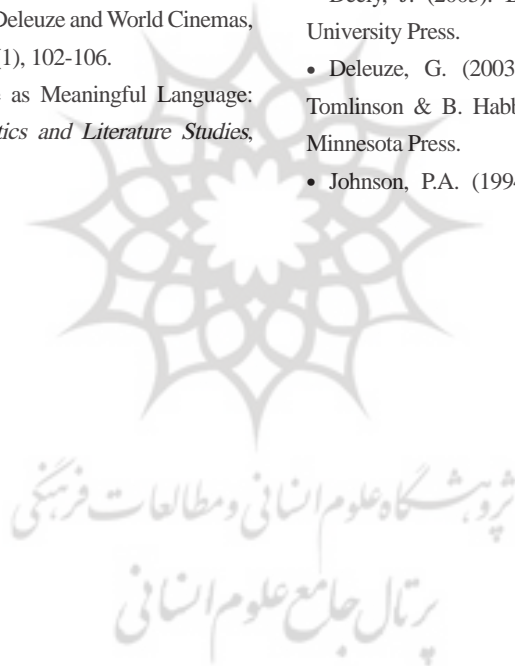 Deleuze and World Cinemas,
(1), 102-106.
as Meaningful Language:
tics and Literature Studies,
University Press.
• Deleuze, G. (2003
Tomlinson & B. Habb
Minnesota Press.
• Johnson, P.A. (1994
پژوهشگاه علوم انسانی و مطالعات فرهنگی
پرتال جامع علوم انسانی